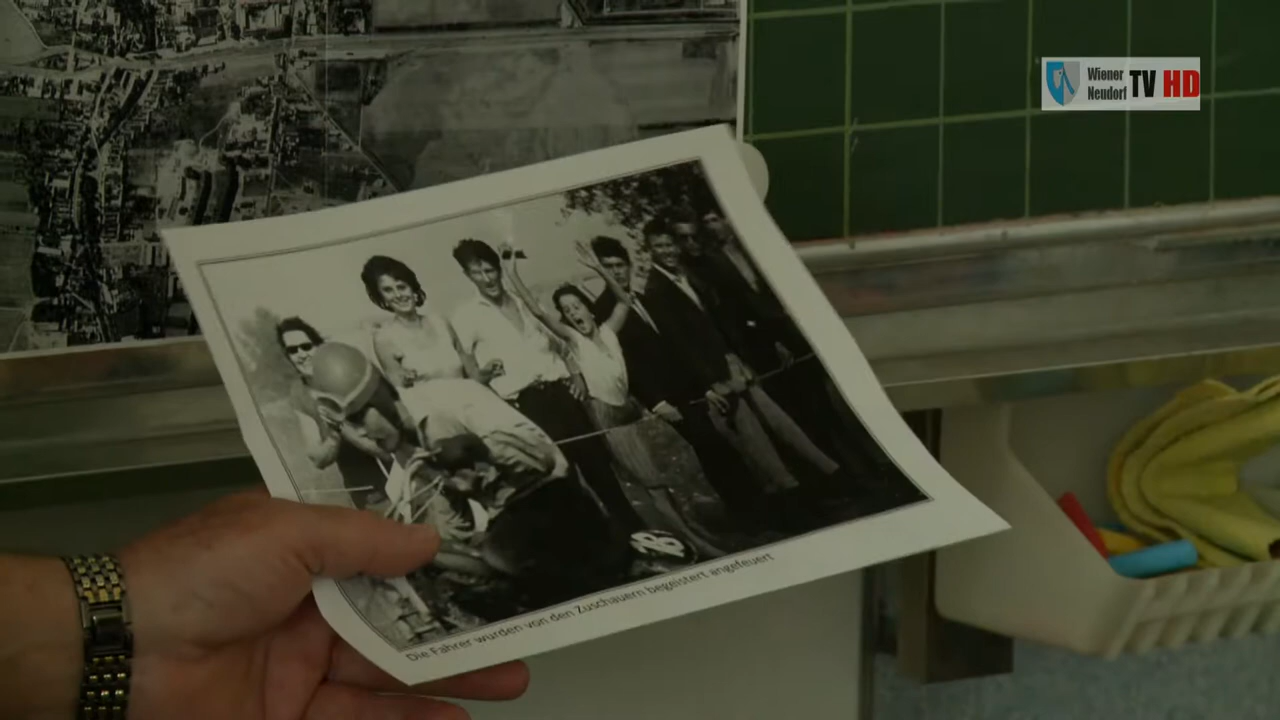 Wiener
Neudorf TV HD
Die Fahrer wurden von den Zuschauern begeistert angefeuert